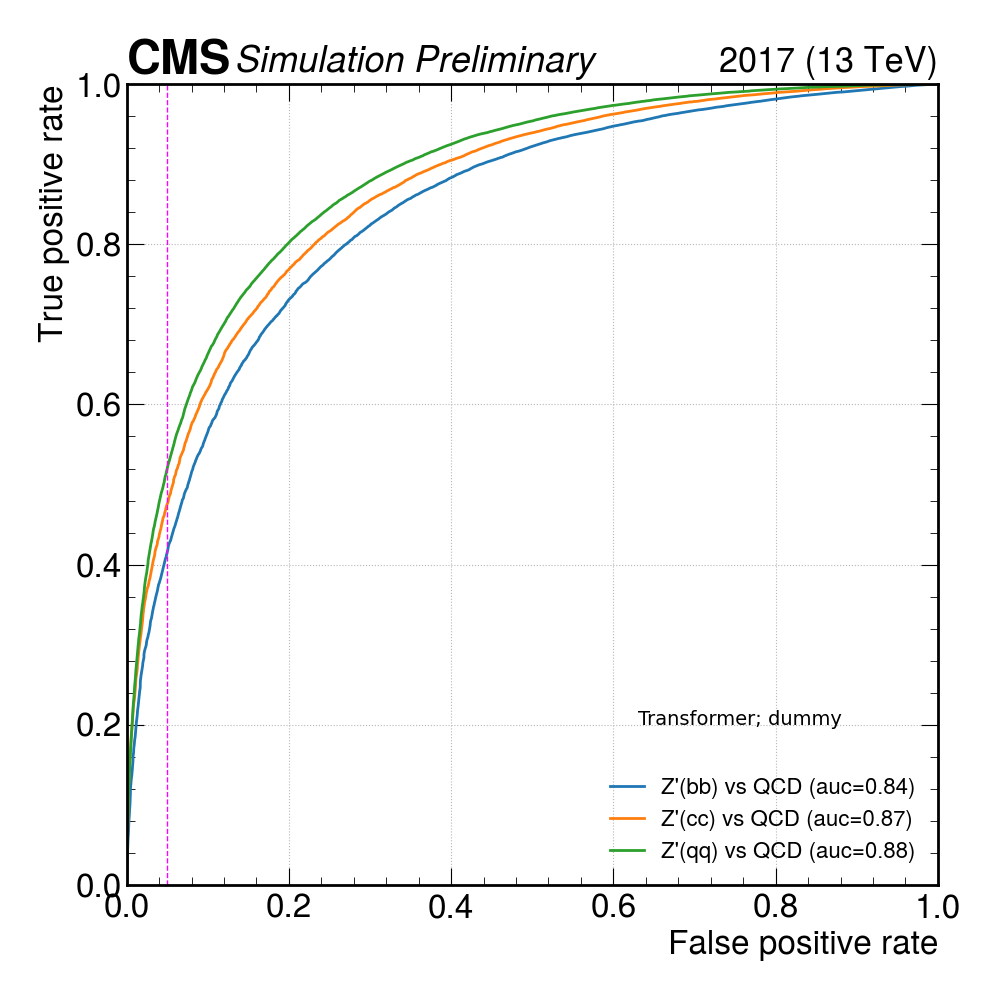 CMS Simulation Preliminary 2017 (13 TeV)
True positive rate
1.0
0.8
0.6
0.4
0.2
0.0
Transformer; dummy
Z'(bb) vs QCD (auc=0.84)
Z'(cc) vs QCD (auc=0.87)
Z'(qq) vs QCD (auc=0.88)
0.0 0.2 0.4 0.6 0.8 1.0
False positive rate